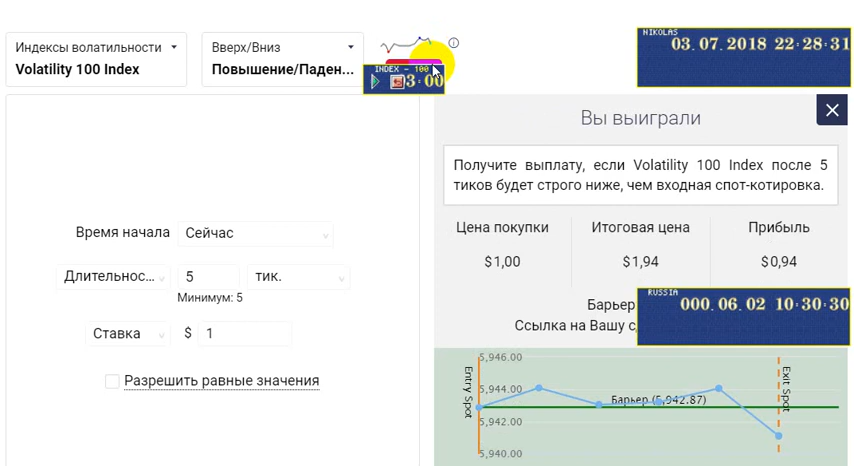 Индексы волатильности
Volatility 100 Index
Вверх/Вниз
Повышение/Паден...
INDEX - 100
3:00
NIKOLAS
03. 07. 2018 22:28:31
Вы выиграли
Получите выплату, если Volatility 100 Index после 5
тиков будет строго ниже, чем входная спот-котировка.
Время начала
Сейчас
Длительнос...
5
тик.
Минимум: 5
Ставка
$
1
Разрешить равные значения
Цена покупки
Итоговая цена
Прибыль
$1,00
$1,94
$0,94
Барьер
Ссылка на Вашу с
RUSSIA
000. 06. 02 10:30:30
5,946.00
5,944.00
5,942.00
5,940.00
Entry Spot
Барьер (5,942.87)
Exit Spot